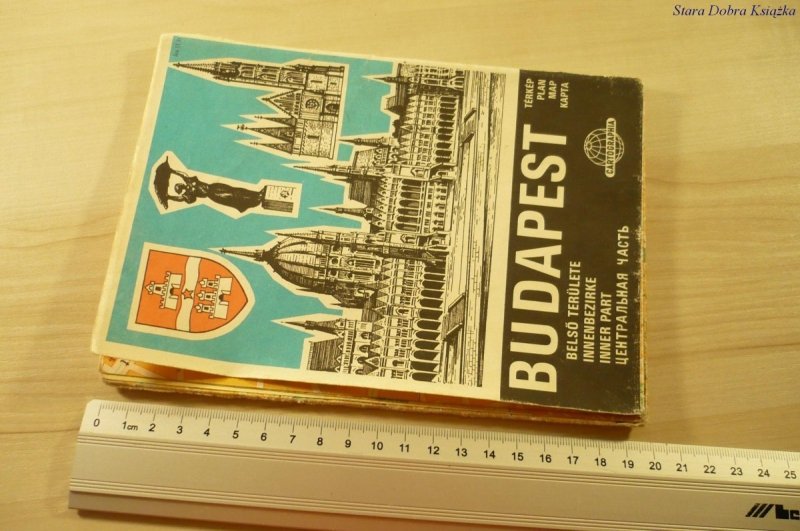 Stara Dobra Książka
TÉRKÉP
PLAN
MAP
КАРТА
CARTOGRAPHIA
BUDAPEST
BELSŐ TERÜLETE
INNENBEZIRKE
INNER PART
ЦЕНТРАЛЬНАЯ ЧАСТЬ
0 1cm 2 3 4 5 6 7 8 9 10 11 12 13 14 15 16 17 18 19 20 21 22 23 24 25